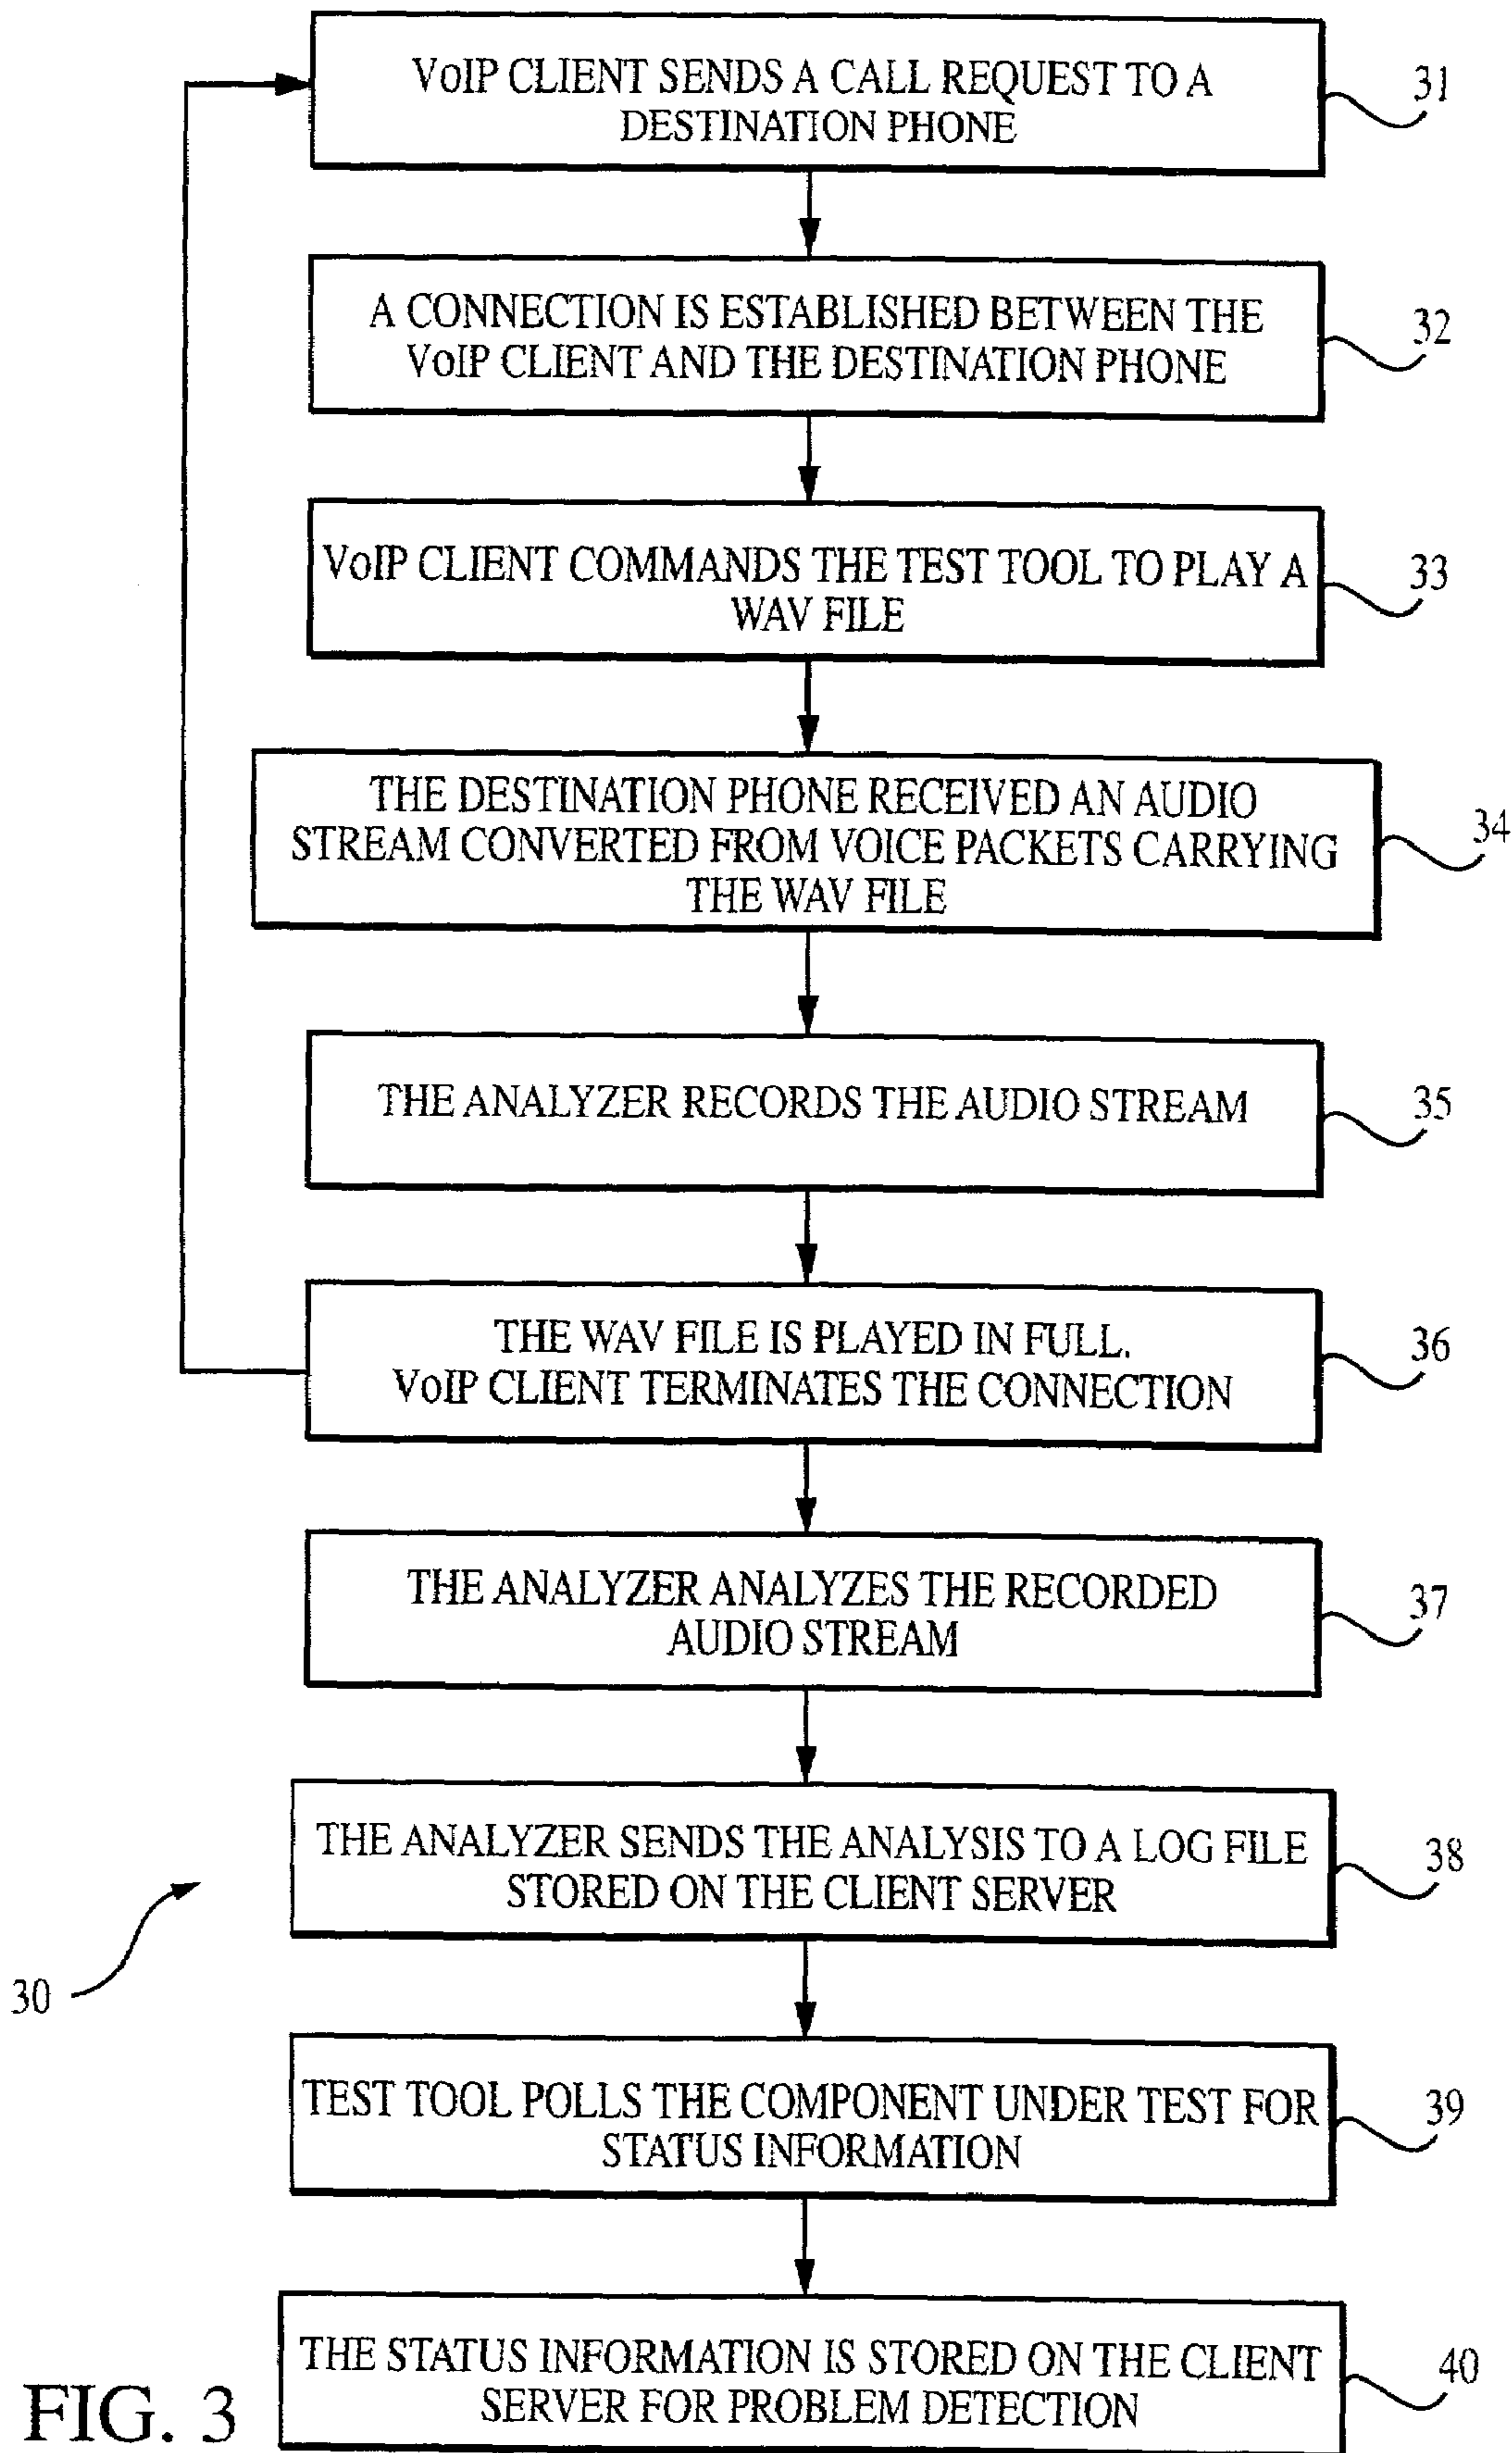 VoIP CLIENT SENDS A CALL REQUEST TO A
DESTINATION PHONE
31
A CONNECTION IS ESTABLISHED BETWEEN THE
VoIP CLIENT AND THE DESTINATION PHONE
32
VoIP CLIENT COMMANDS THE TEST TOOL TO PLAY A
WAV FILE
33
THE DESTINATION PHONE RECEIVED AN AUDIO
STREAM CONVERTED FROM VOICE PACKETS CARRYING
THE WAV FILE
34
THE ANALYZER RECORDS THE AUDIO STREAM
35
THE WAV FILE IS PLAYED IN FULL.
VoIP CLIENT TERMINATES THE CONNECTION
36
THE ANALYZER ANALYZES THE RECORDED
AUDIO STREAM
37
THE ANALYZER SENDS THE ANALYSIS TO A LOG FILE
STORED ON THE CLIENT SERVER
38
30
TEST TOOL POLLS THE COMPONENT UNDER TEST FOR
STATUS INFORMATION
39
THE STATUS INFORMATION IS STORED ON THE CLIENT
SERVER FOR PROBLEM DETECTION
40
FIG. 3